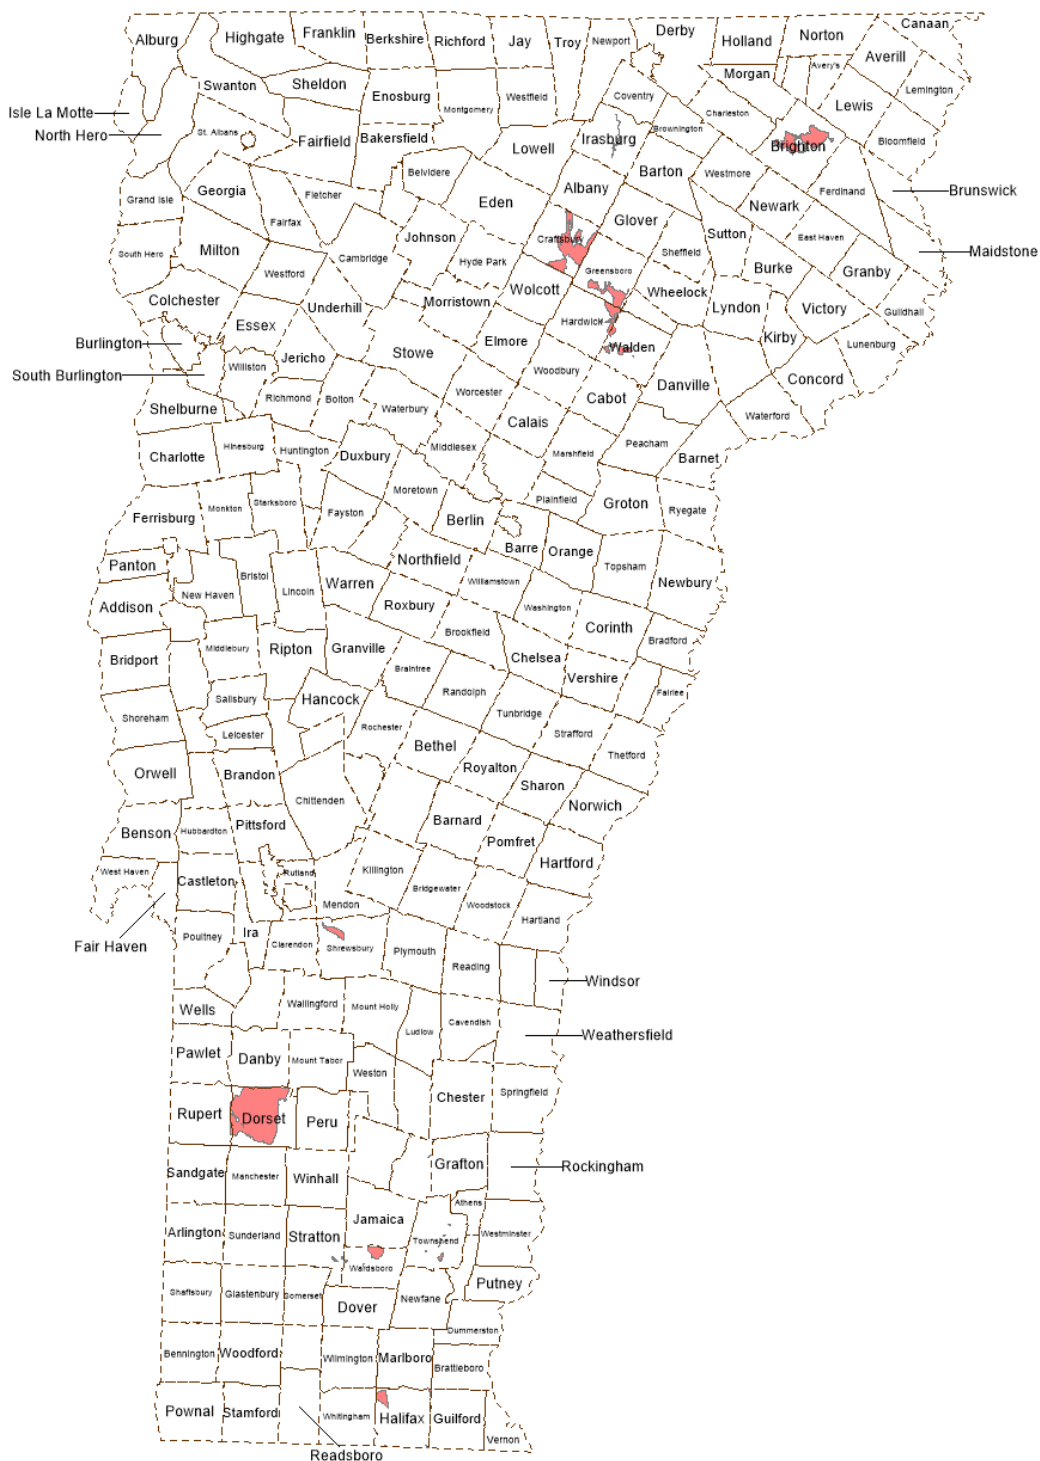 Alburg
Highgate
Franklin
Berkshire
Richford
Jay
Troy
Newport
Derby
Holland
Norton
Canaan
Averill
Avery's
Morgan
Swanton
Sheldon
Enosburg
Montgomery
Westfield
Coventry
Charleston
Lewis
Lemington
Isle La Motte
North Hero
St. Albans
Fairfield
Bakersfield
Lowell
Irasburg
Brownington
Brighton
Bloomfield
Grand Isle
Georgia
Fletcher
Belvidere
Eden
Albany
Barton
Westmore
Newark
Ferdinand
Brunswick
Fairfax
Johnson
Craftsbury
Glover
Sutton
East Haven
South Hero
Milton
Westford
Cambridge
Hyde Park
Greensboro
Sheffield
Burke
Granby
Maidstone
Colchester
Underhill
Morristown
Wolcott
Wheelock
Lyndon
Victory
Guildhall
Essex
Hardwick
Kirby
Lunenburg
Burlington
Jericho
Stowe
Elmore
Walden
South Burlington
Williston
Richmond
Bolton
Worcester
Woodbury
Cabot
Danville
Concord
Shelburne
Waterbury
Calais
Waterford
Charlotte
Hinesburg
Huntington
Duxbury
Middlesex
Marshfield
Peacham
Barnet
Ferrisburg
Monkton
Starksboro
Fayston
Moretown
Berlin
Plainfield
Groton
Ryegate
Panton
New Haven
Bristol
Lincoln
Warren
Northfield
Barre
Orange
Topsham
Newbury
Addison
Roxbury
Williamstown
Washington
Bridport
Middlebury
Ripton
Granville
Brookfield
Chelsea
Corinth
Bradford
Shoreham
Salisbury
Hancock
Braintree
Randolph
Vershire
Fairlee
Leicester
Rochester
Tunbridge
Strafford
Thetford
Orwell
Brandon
Chittenden
Bethel
Royalton
Sharon
Norwich
Benson
Hubbardton
Pittsford
Barnard
Pomfret
Hartford
West Haven
Castleton
Rutland
Killington
Bridgewater
Woodstock
Hartland
Mendon
Fair Haven
Poultney
Ira
Clarendon
Shrewsbury
Plymouth
Reading
Windsor
Wells
Wallingford
Mount Holly
Ludlow
Cavendish
Weathersfield
Pawlet
Danby
Mount Tabor
Weston
Chester
Springfield
Rupert
Dorset
Peru
Sandgate
Manchester
Winhall
Grafton
Rockingham
Athens
Arlington
Sunderland
Stratton
Jamaica
Townshend
Westminster
Wardsboro
Shaftsbury
Glastenbury
Somerset
Dover
Newfane
Putney
Dummerston
Bennington
Woodford
Wilmington
Marlboro
Brattleboro
Pownal
Stamford
Whitingham
Halifax
Guilford
Vernon
Readsboro